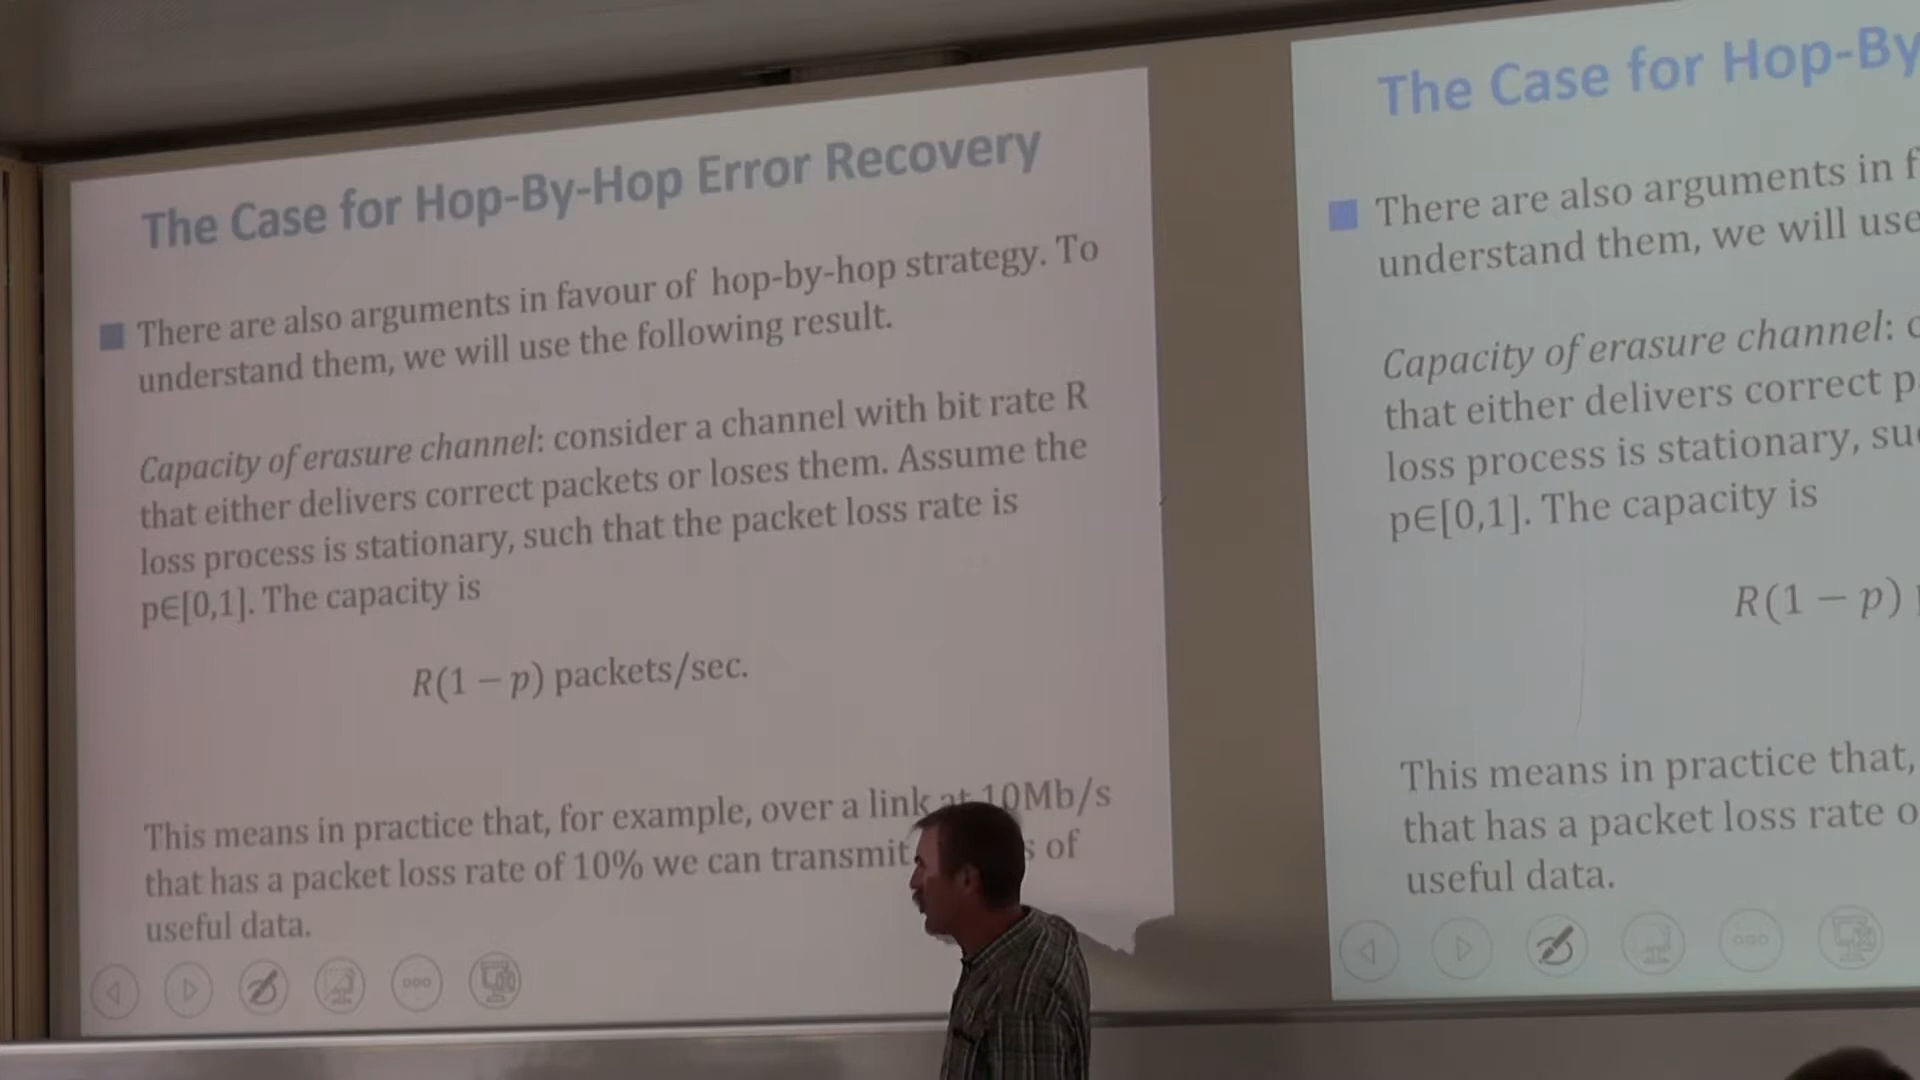 The Case for Hop-By-Hop Error Recovery
There are also arguments in favour of hop-by-hop strategy. To
understand them, we will use the following result.
Capacity of erasure channel: consider a channel with bit rate R
that either delivers correct packets or loses them. Assume the
loss process is stationary, such that the packet loss rate is
p∈[0,1]. The capacity is
R(1 − p) packets/sec.
This means in practice that, for example, over a link at 10Mb/s
that has a packet loss rate of 10% we can transmit of
useful data.
The Case for Hop-By
There are also arguments in f
understand them, we will use
Capacity of erasure channel: c
that either delivers correct p
loss process is stationary, su
p∈[0,1]. The capacity is
R(1 − p)
This means in practice that,
that has a packet loss rate o
useful data.